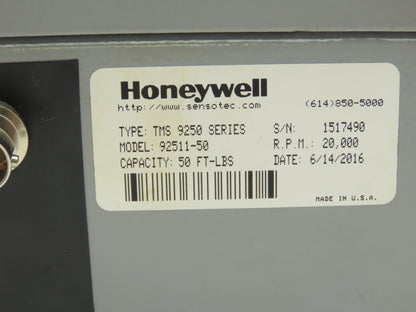 Honeywell
http://www.sensotec.com (614)850-5000
TYPE: TMS 9250 SERIES S/N: 1517490
MODEL: 92511-50 R.P.M.: 20,000
CAPACITY: 50 FT-LBS DATE: 6/14/2016
MADE IN U.S.A.